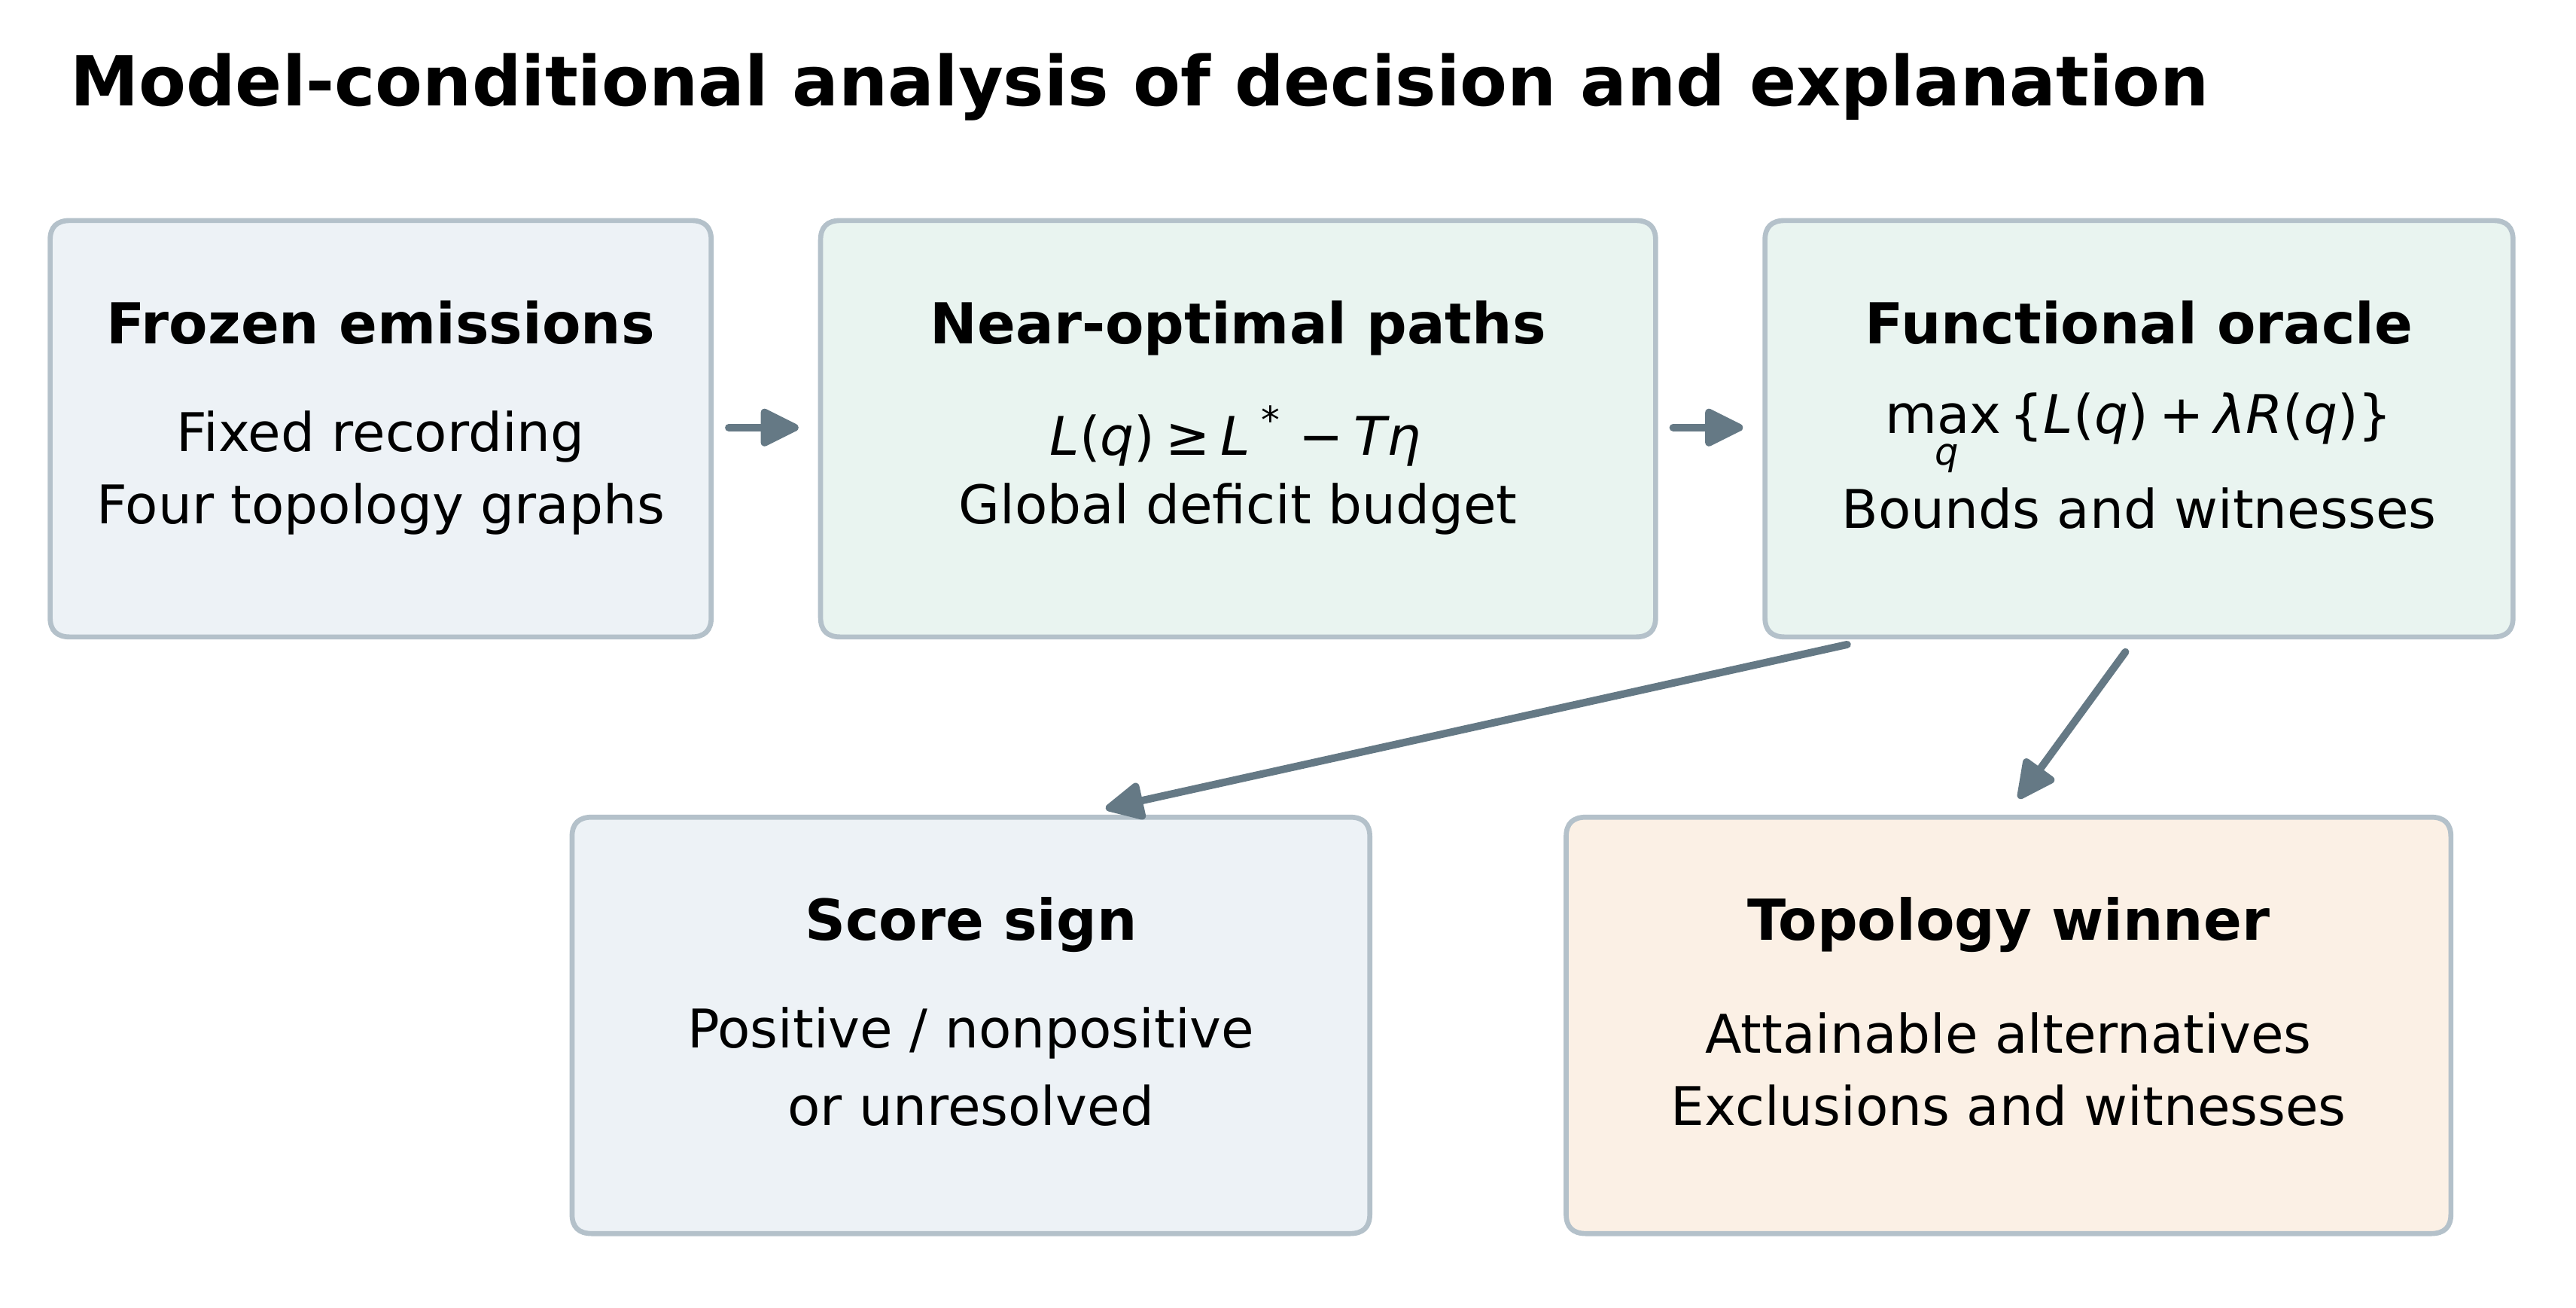 Model-conditional analysis of decision and explanation
Frozen emissions
Fixed recording
Four topology graphs
Near-optimal paths
L(q) ≥ L* − Tη
Global deficit budget
Functional oracle
max{L(q) + λR(q)}
q
Bounds and witnesses
Score sign
Positive / nonpositive
or unresolved
Topology winner
Attainable alternatives
Exclusions and witnesses